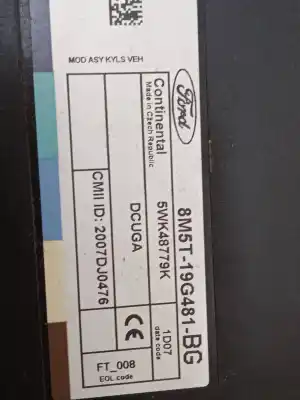 MOD ASY KYLS VEH
Ford
8M5T-19G481-BG
Continental
Made in Czech Republic
5WK48779K
1D07
date code
DCUGA
CE
CMII ID: 2007DJ0476
FT_008
EOL code